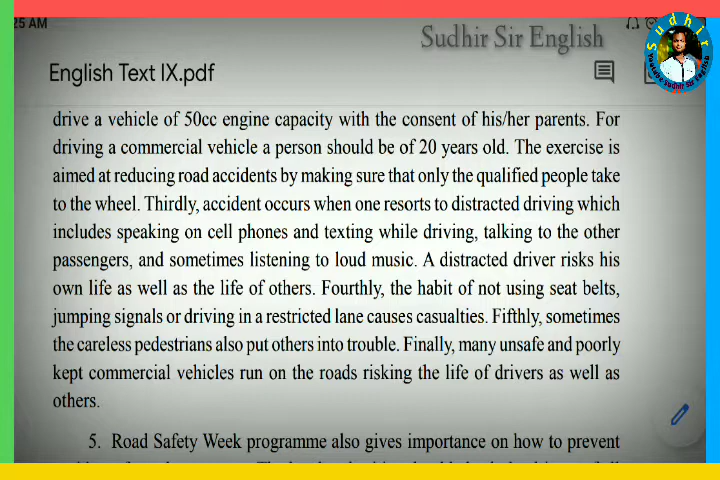 25 AM
Sudhir Sir English
Sudhir
Youtube Sudhir Sir English
English Text IX.pdf
drive a vehicle of 50cc engine capacity with the consent of his/her parents. For
driving a commercial vehicle a person should be of 20 years old. The exercise is
aimed at reducing road accidents by making sure that only the qualified people take
to the wheel. Thirdly, accident occurs when one resorts to distracted driving which
includes speaking on cell phones and texting while driving, talking to the other
passengers, and sometimes listening to loud music. A distracted driver risks his
own life as well as the life of others. Fourthly, the habit of not using seat belts,
jumping signals or driving in a restricted lane causes casualties. Fifthly, sometimes
the careless pedestrians also put others into trouble. Finally, many unsafe and poorly
kept commercial vehicles run on the roads risking the life of drivers as well as
others.
5. Road Safety Week programme also gives importance on how to prevent